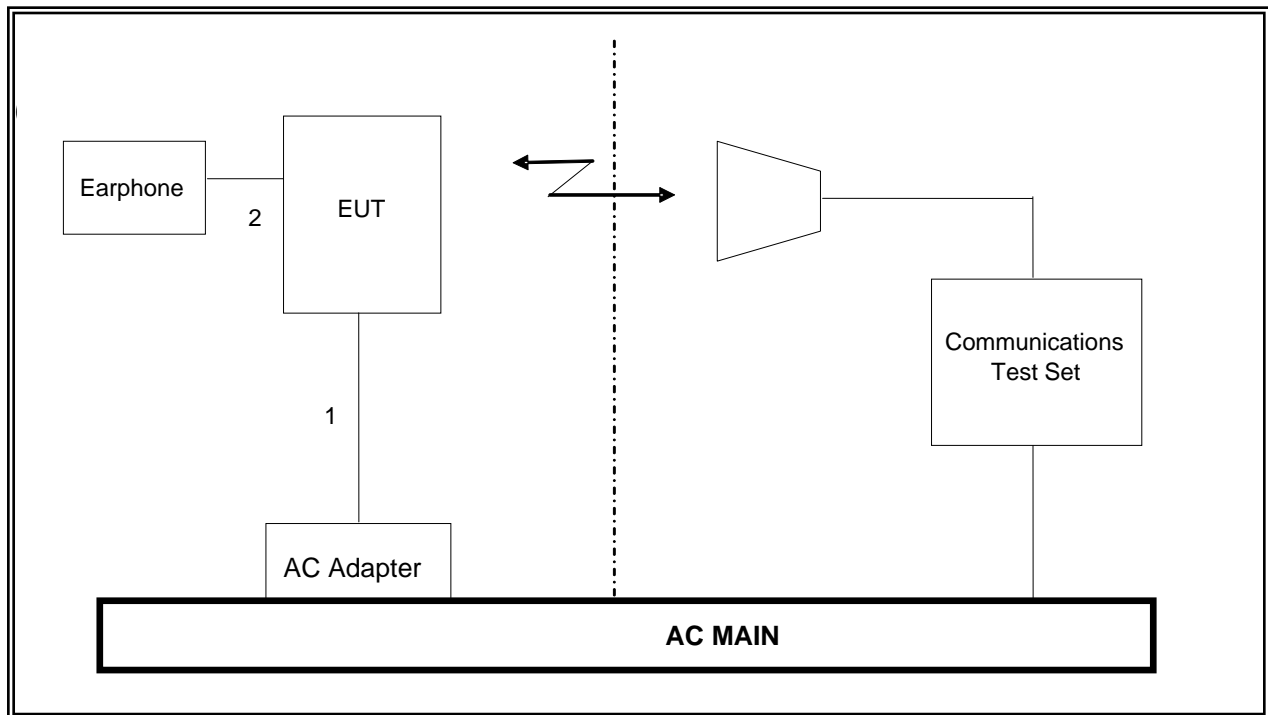 Earphone
2
EUT
1
AC Adapter
Communications
Test Set
AC MAIN